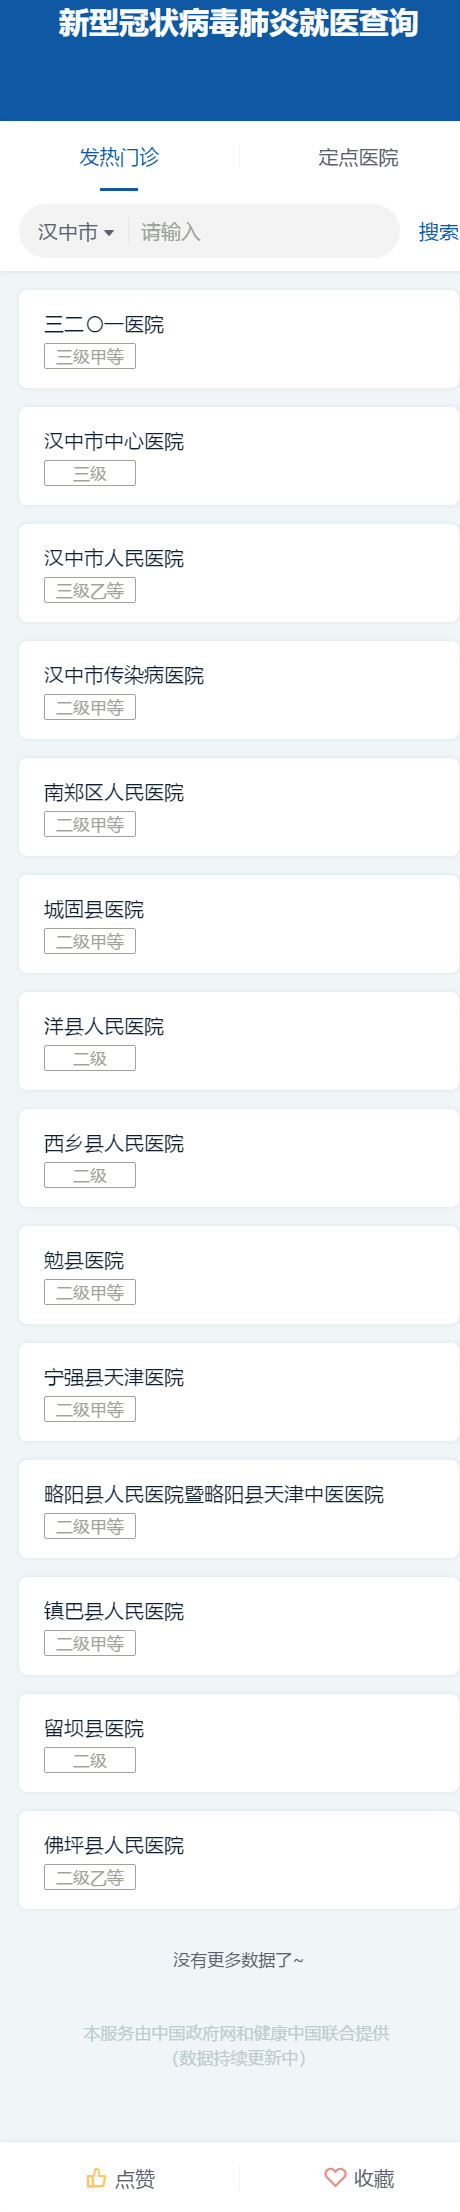 新型冠状病毒肺炎就医查询
发热门诊 定点医院
汉中市 请输入 搜索
三二〇一医院
三级甲等
汉中市中心医院
三级
汉中市人民医院
三级乙等
汉中市传染病医院
二级甲等
南郑区人民医院
二级甲等
城固县医院
二级甲等
洋县人民医院
二级
西乡县人民医院
二级
勉县医院
二级甲等
宁强县天津医院
二级甲等
略阳县人民医院暨略阳县天津中医医院
二级甲等
镇巴县人民医院
二级甲等
留坝县医院
二级
佛坪县人民医院
二级乙等
没有更多数据了~
本服务由中国政府网和健康中国联合提供
（数据持续更新中）
点赞 收藏